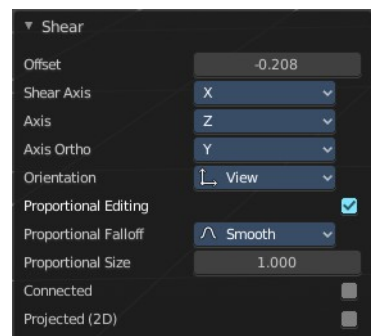 Shear
Offset -0.208
Shear Axis X
Axis Z
Axis Ortho Y
Orientation View
Proportional Editing
Proportional Falloff Smooth
Proportional Size 1.000
Connected
Projected (2D)